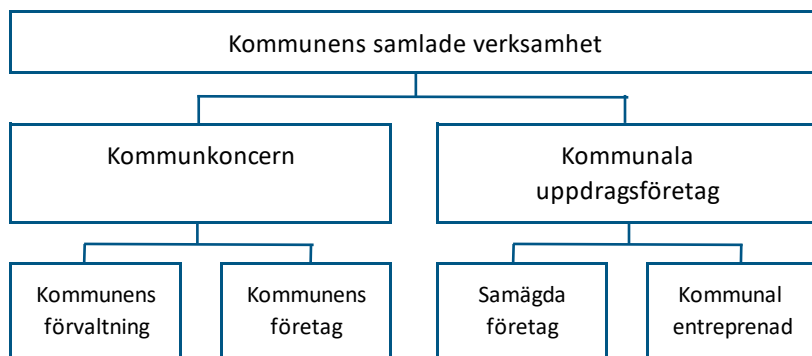 Kommunens samlade verksamhet
Kommunkoncern
Kommunala
uppdragsföretag
Kommunens
förvaltning
Kommunens
företag
Samägda
företag
Kommunal
entreprenad